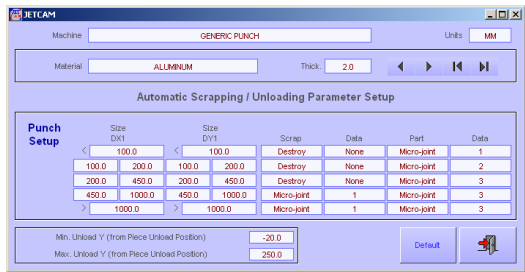 JETCAM
Machine GENERIC PUNCH Units MM
Material ALUMINUM Thick. 2.0
Automatic Scrapping / Unloading Parameter Setup
Punch Setup
Size DX1 Size DY1 Scrap Data Part Data
< 100.0 < 100.0 Destroy None Micro-joint 1
100.0 200.0 100.0 200.0 Destroy None Micro-joint 2
200.0 450.0 200.0 450.0 Destroy None Micro-joint 3
450.0 1000.0 450.0 1000.0 Micro-joint 1 Micro-joint 3
> 1000.0 > 1000.0 Micro-joint 1 Micro-joint 3
Min. Unload Y (from Piece Unload Position) -20.0
Max. Unload Y (from Piece Unload Position) 250.0
Default